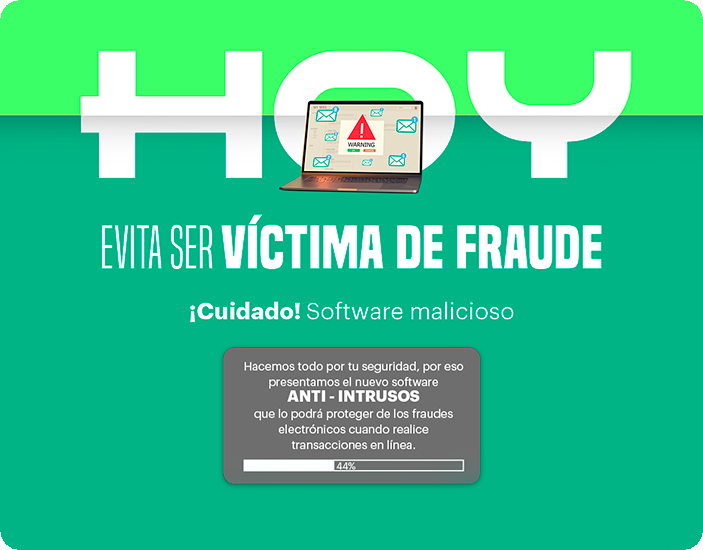 HOY
WARNING
EVITA SER VÍCTIMA DE FRAUDE
¡Cuidado! Software malicioso
Hacemos todo por tu seguridad, por eso
presentamos el nuevo software
ANTI - INTRUSOS
que lo podrá proteger de los fraudes
electrónicos cuando realice
transacciones en línea.
44%